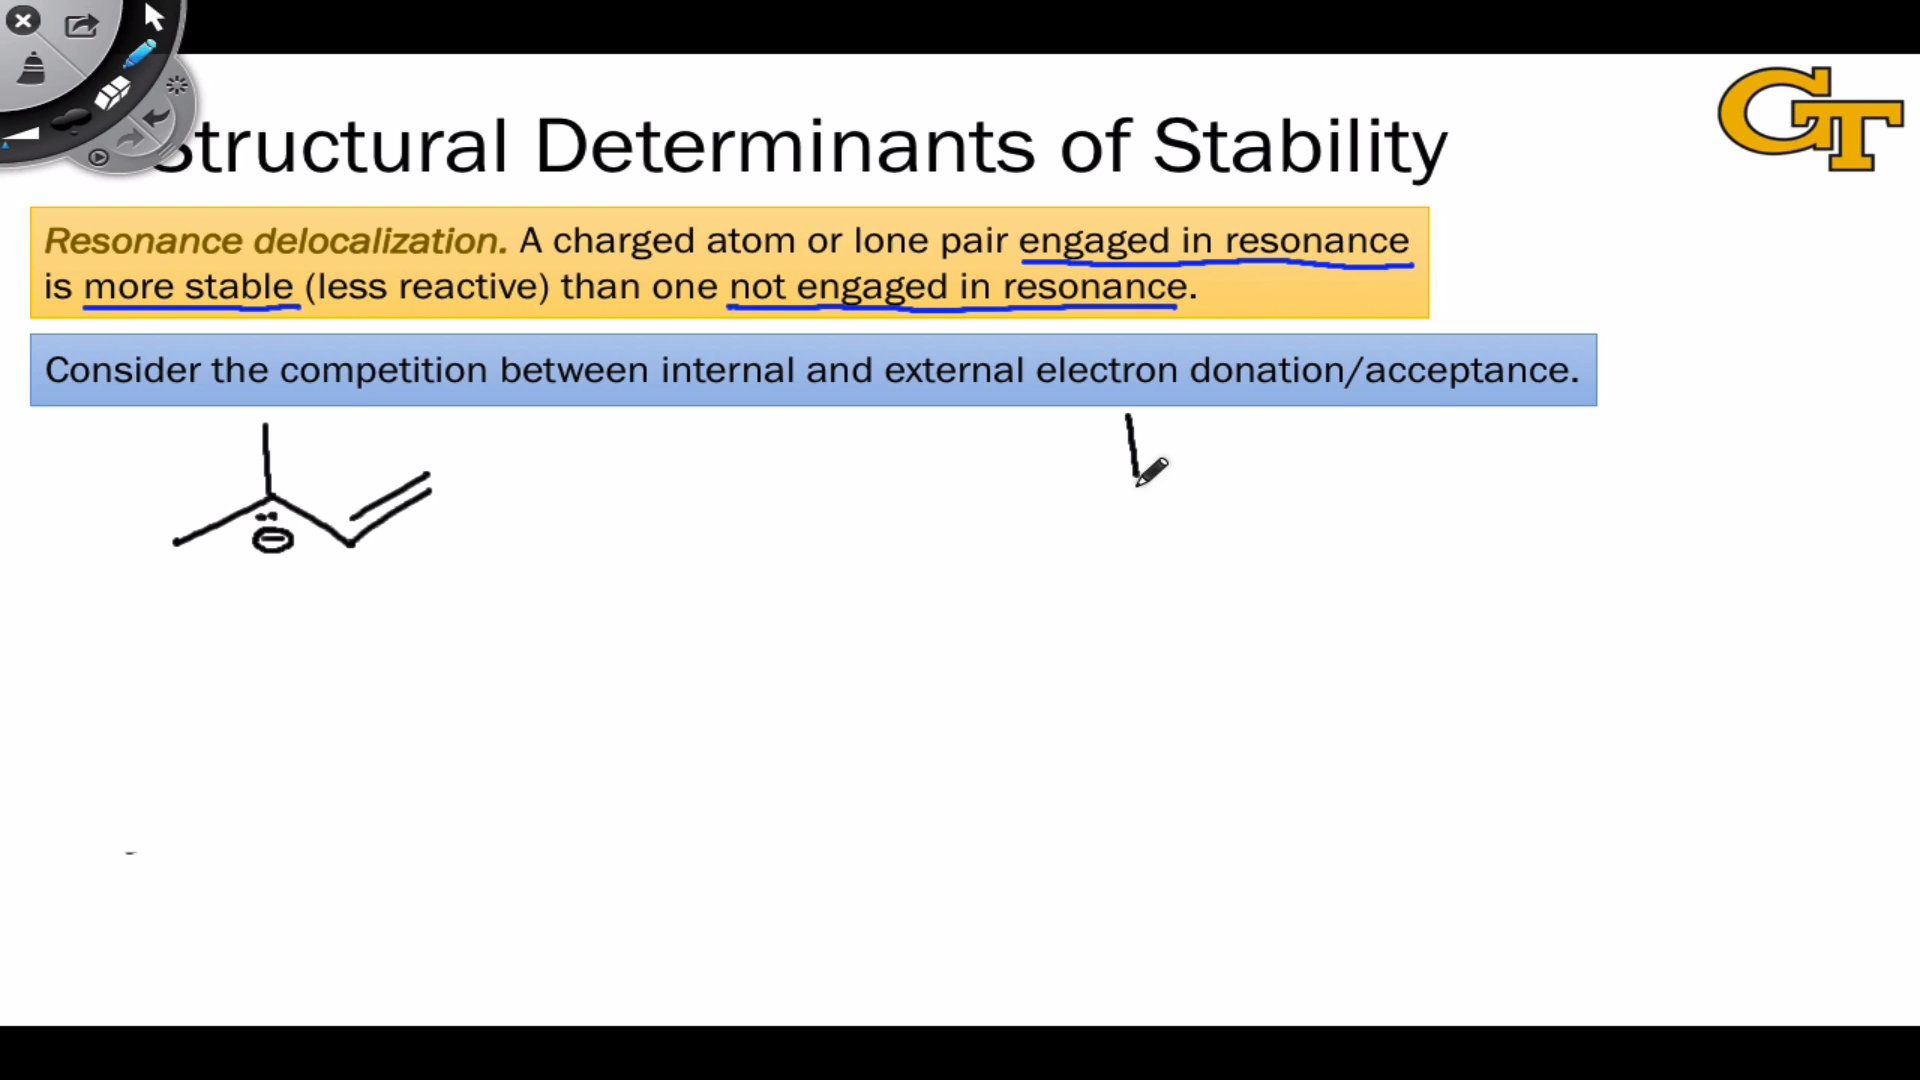 GT
tructural Determinants of Stability
Resonance delocalization. A charged atom or lone pair engaged in resonance
is more stable (less reactive) than one not engaged in resonance.
Consider the competition between internal and external electron donation/acceptance.